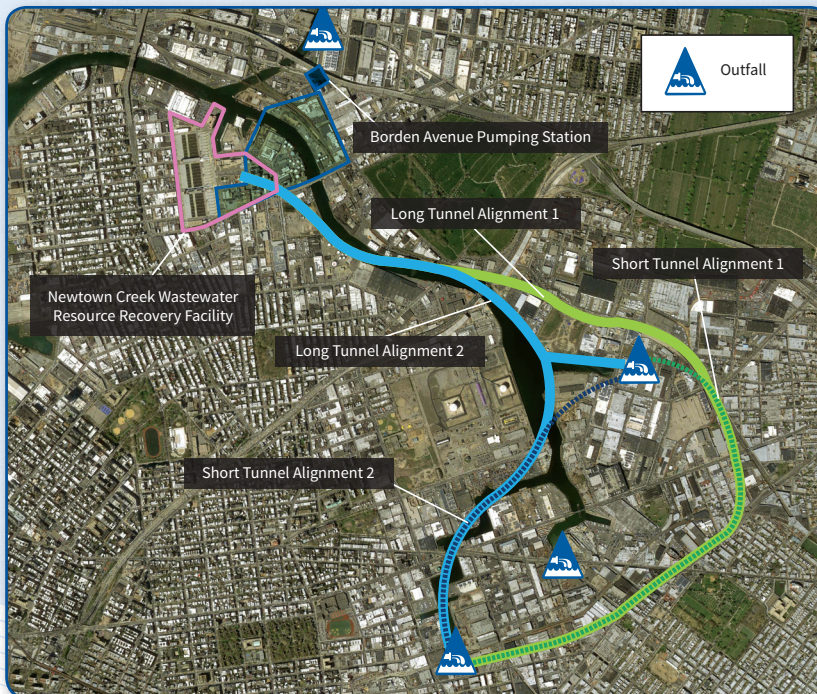 Outfall
Borden Avenue Pumping Station
Long Tunnel Alignment 1
Short Tunnel Alignment 1
Newtown Creek Wastewater
Resource Recovery Facility
Long Tunnel Alignment 2
Short Tunnel Alignment 2